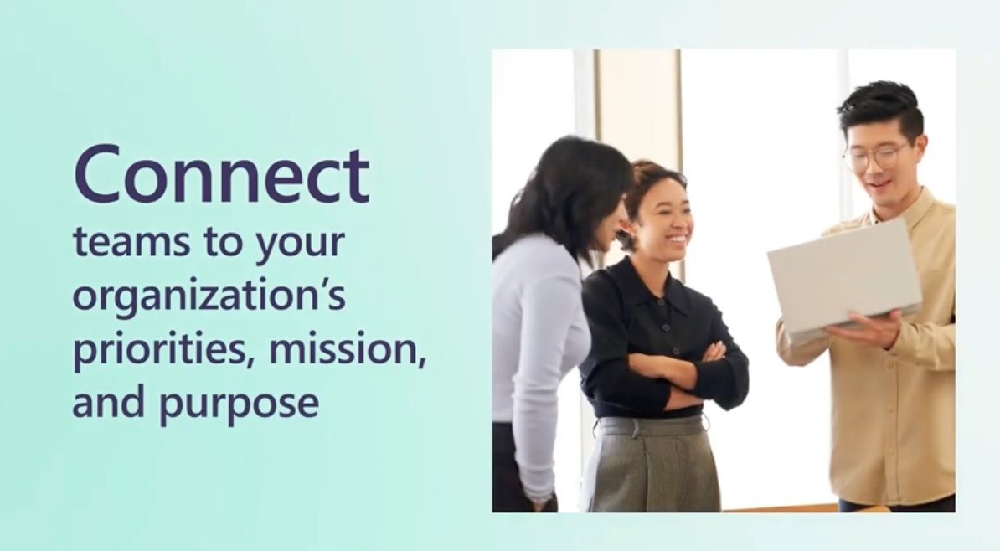 Connect
teams to your
organization’s
priorities, mission,
and purpose